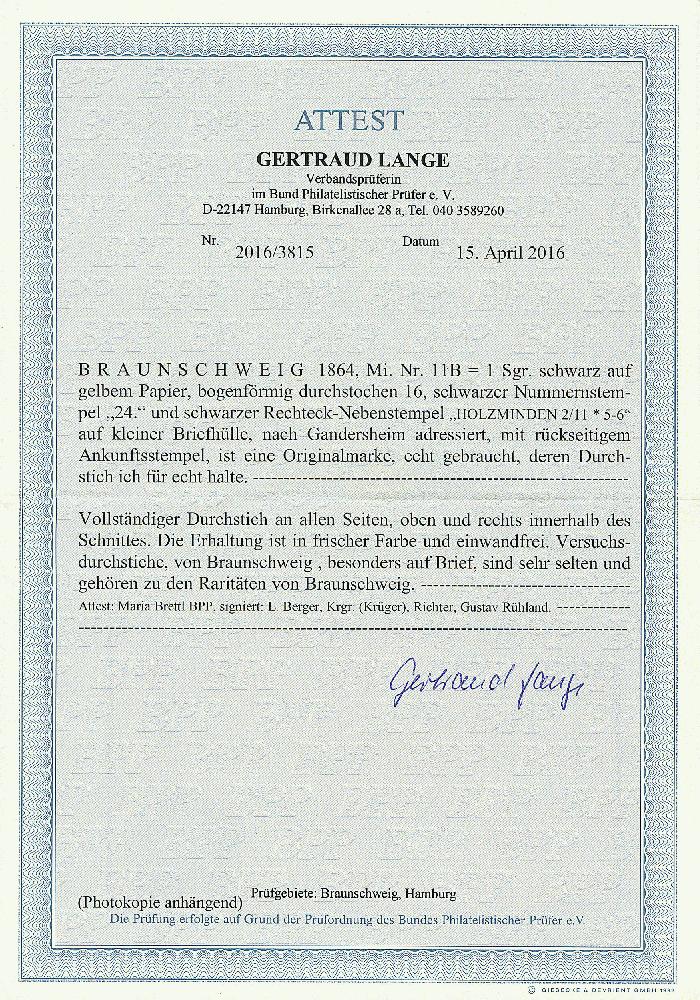 ATTEST
GERTRAUD LANGE
Verbandsprüferin
im Bund Philatelistischer Prüfer e. V.
D-22147 Hamburg, Birkenallee 28 a, Tel. 040 3589260
Nr. 2016/3815 Datum 15. April 2016
B R A U N S C H W E I G 1864, Mi. Nr. 11B = 1 Sgr. schwarz auf
gelbem Papier, bogenförmig durchstochen 16, schwarzer Nummernstem-
pel „24.“ und schwarzer Rechteck-Nebenstempel „HOLZMINDEN 2/11 * 5-6“
auf kleiner Briefhülle, nach Gandersheim adressiert, mit rückseitigem
Ankunftsstempel, ist eine Originalmarke, echt gebraucht, deren Durch-
stich ich für echt halte. ------------------------------------------------
Vollständiger Durchstich an allen Seiten, oben und rechts innerhalb des
Schnittes. Die Erhaltung ist in frischer Farbe und einwandfrei. Versuchs-
durchstiche, von Braunschweig , besonders auf Brief, sind sehr selten und
gehören zu den Raritäten von Braunschweig. ---------------------------
Attest: Maria Brettl BPP, signiert: L. Berger, Krgr. (Krüger), Richter, Gustav Rühland. ------------
Gertraud Lange
Prüfgebiete: Braunschweig, Hamburg
(Photokopie anhängend)
Die Prüfung erfolgte auf Grund der Prüfordnung des Bundes Philatelistischer Prüfer e.V.
GIESECKE & DEVRIENT GMBH 1992